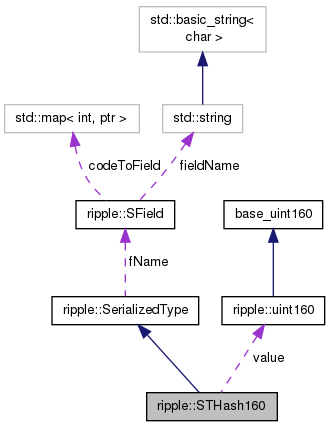 std::basic_string<
char >
std::map< int, ptr >
std::string
codeToField
fieldName
ripple::SField
base_uint160
fName
ripple::SerializedType
ripple::uint160
value
ripple::STHash160